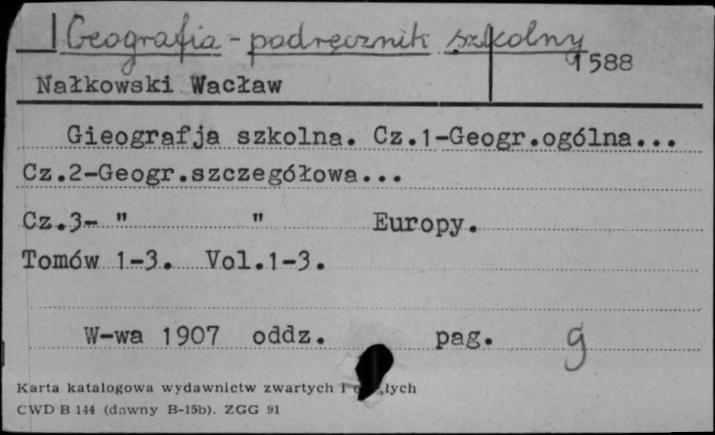 Geografia - podręcznik szkolny
1588
Nałkowski Wacław
Gieografja szkolna. Cz.1-Geogr.ogólna...
Cz.2-Geogr.szczegółowa...
Cz.3- " " Europy.
Tomów 1-3. Vol.1-3.
W-wa 1907 oddz. pag. g
Karta katalogowa wydawnictw zwartych i
CWD B 144 (dawny B-15b). ZGG 91